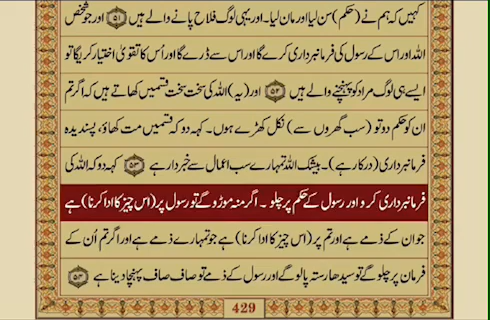 کہیں کہ ہم نے (حکم) سن لیا اور مان لیا۔ اور یہی لوگ فلاح پانے والے ہیں ﴿۵۱﴾ اور جو شخص
اللہ اور اس کے رسول کی فرمانبرداری کرے گا اور اس سے ڈرے گا اور اُس کا تقویٰ اختیار کرے گا تو
ایسے ہی لوگ مراد کو پہنچنے والے ہیں ﴿۵۲﴾ اور (یہ) اللہ کی سخت سخت قسمیں کھاتے ہیں کہ اگر تم
ان کو حکم دو تو (سب گھروں سے) نکل کھڑے ہوں۔ کہہ دو کہ قسمیں مت کھاؤ، پسندیدہ
فرمانبرداری (درکار ہے)۔ بیشک اللہ تمہارے سب اعمال سے خبردار ہے ﴿۵۳﴾ کہہ دو کہ اللہ کی
فرمانبرداری کرو اور رسول کے حکم پر چلو۔ اگر منہ موڑو گے تو رسول پر (اس چیز کا ادا کرنا) ہے
جو ان کے ذمے ہے اور تم پر (اس چیز کا ادا کرنا) ہے جو تمہارے ذمے ہے اور اگر تم اُن کے
فرمان پر چلو گے تو سیدھا رستہ پالو گے اور رسول کے ذمے تو صاف صاف پہنچا دینا ہے ﴿۵۴﴾
429